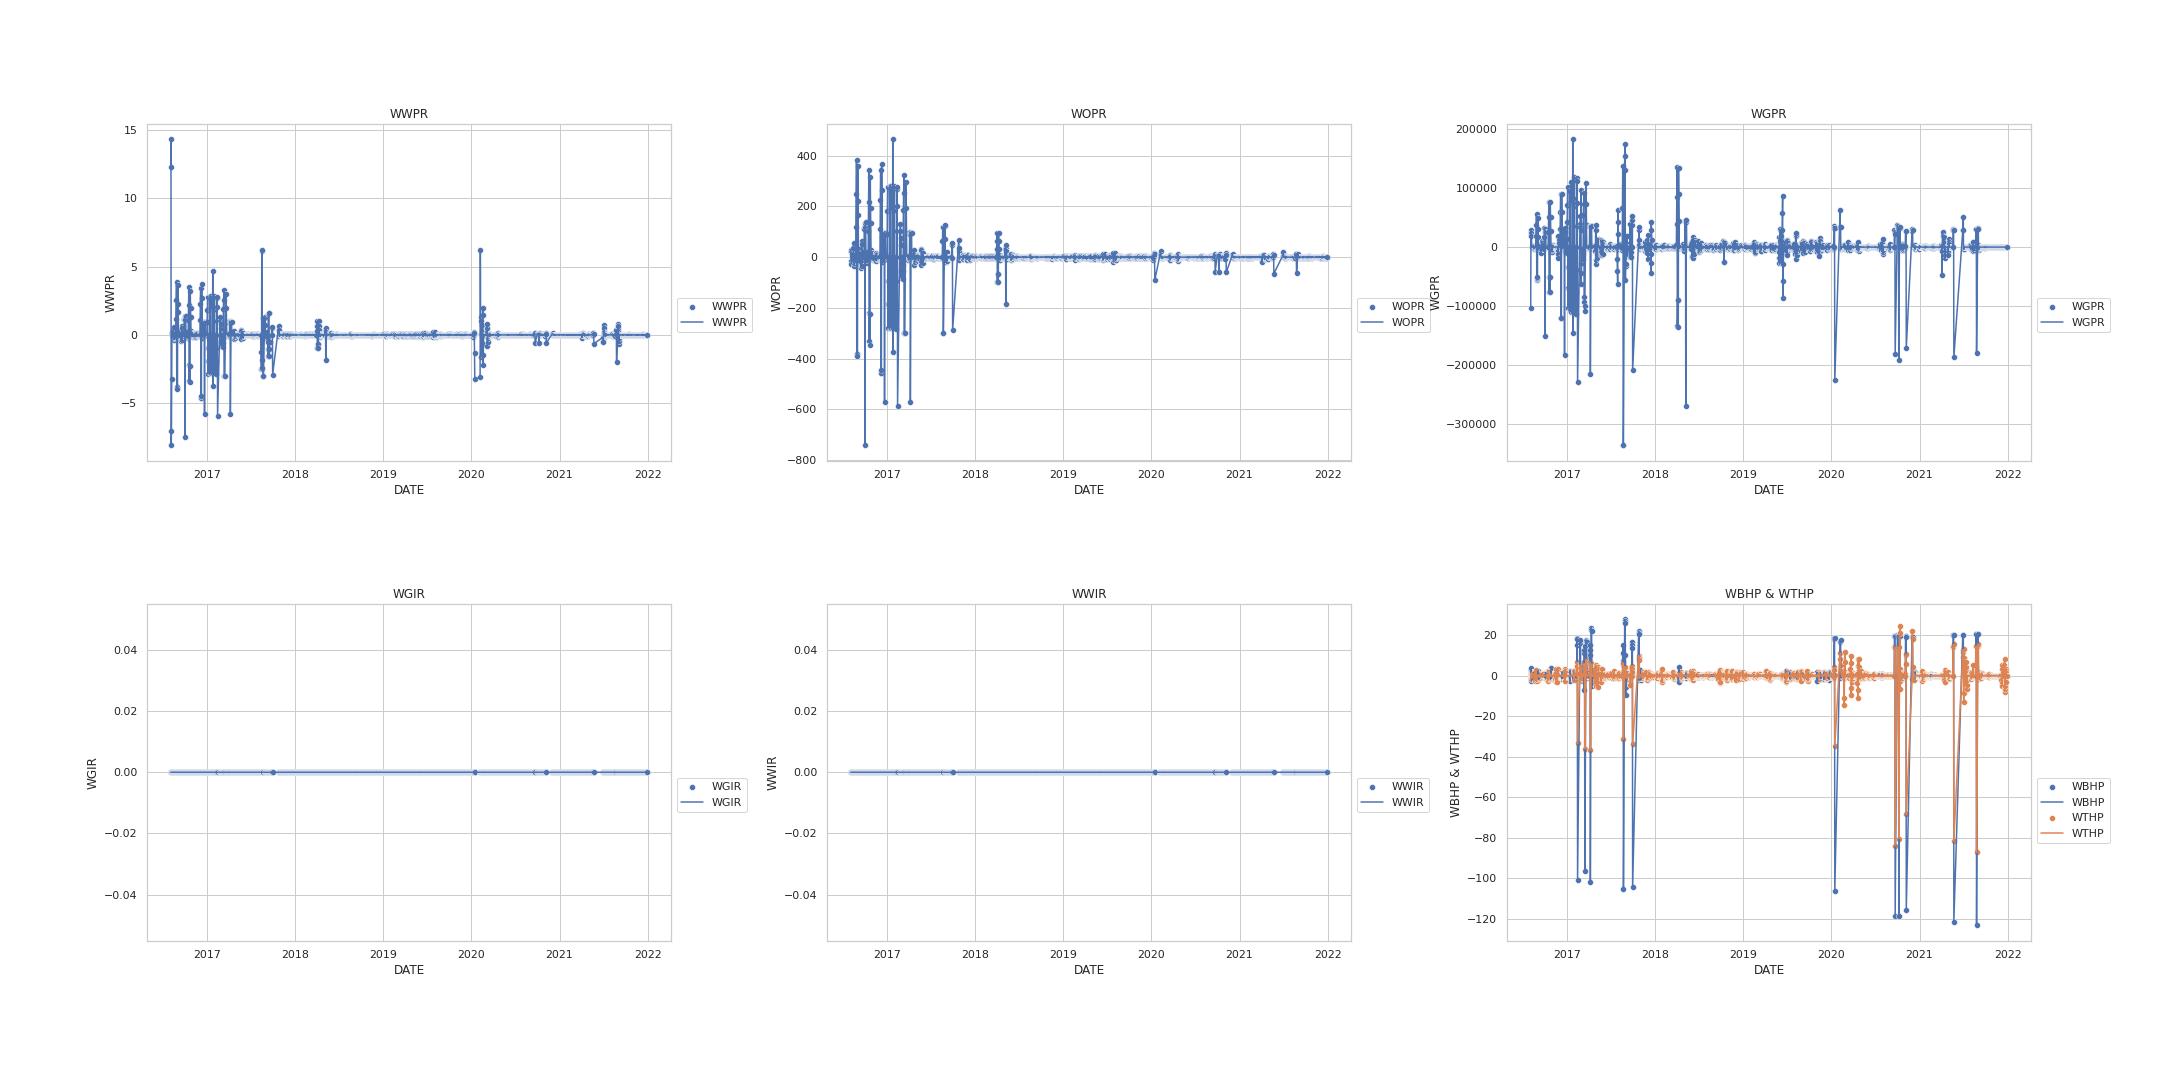 WWPR
15
10
5
0
−5
WWPR
2017 2018 2019 2020 2021 2022
DATE
WWPR
WWPR
WOPR
400
200
0
−200
−400
−600
−800
WOPR
2017 2018 2019 2020 2021 2022
DATE
WOPR
WOPR
WGPR
200000
100000
0
−100000
−200000
−300000
WGPR
2017 2018 2019 2020 2021 2022
DATE
WGPR
WGPR
WGIR
0.04
0.02
0.00
−0.02
−0.04
WGIR
2017 2018 2019 2020 2021 2022
DATE
WGIR
WGIR
WWIR
0.04
0.02
0.00
−0.02
−0.04
WWIR
2017 2018 2019 2020 2021 2022
DATE
WWIR
WWIR
WBHP & WTHP
20
0
−20
−40
−60
−80
−100
−120
WBHP & WTHP
2017 2018 2019 2020 2021 2022
DATE
WBHP
WBHP
WTHP
WTHP